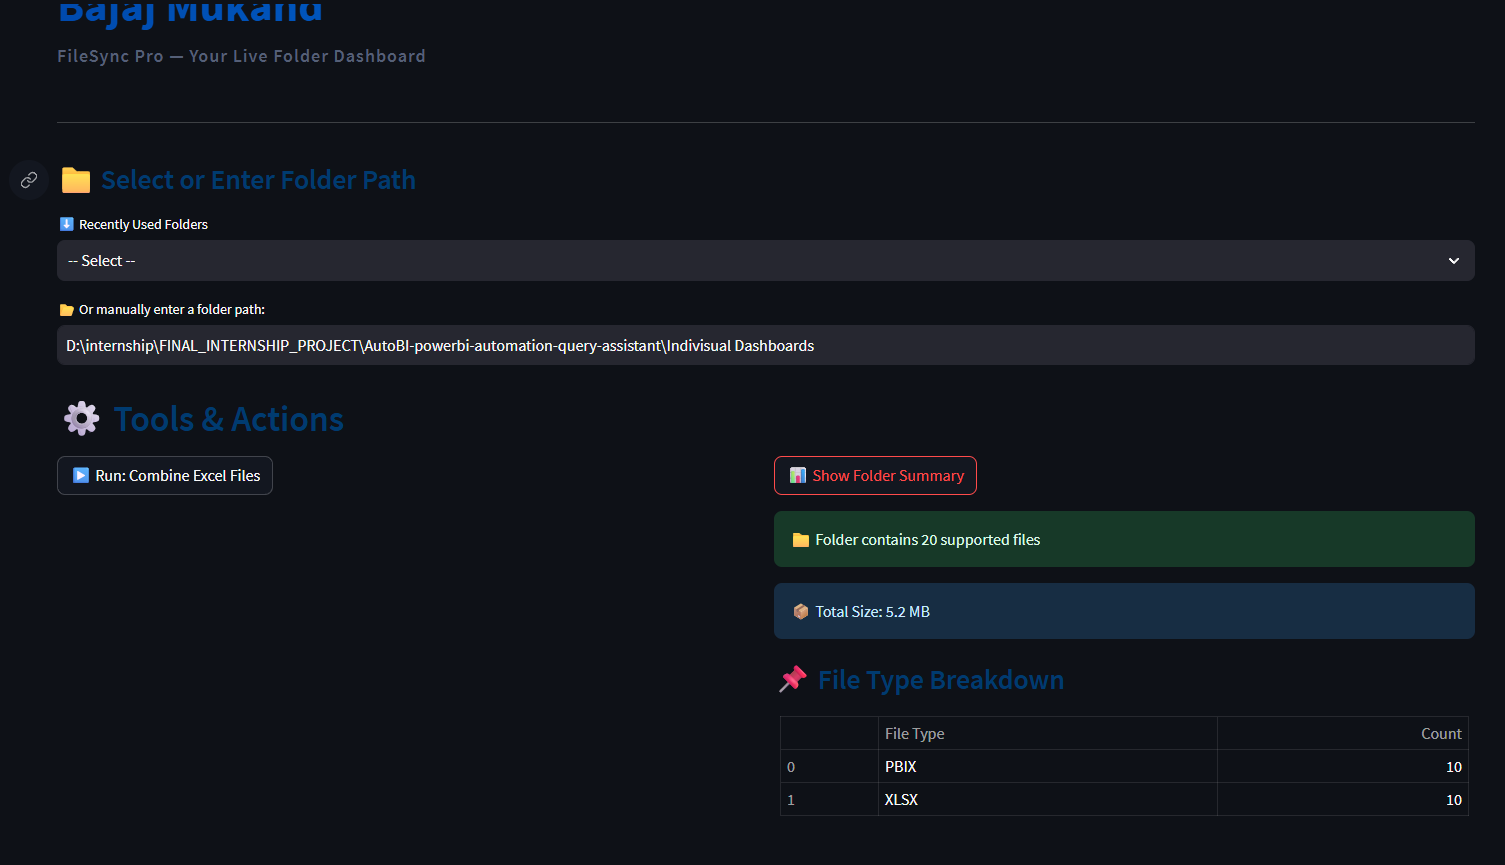 Bajaj Mukand
FileSync Pro — Your Live Folder Dashboard
Select or Enter Folder Path
Recently Used Folders
-- Select --
Or manually enter a folder path:
D:\internship\FINAL_INTERNSHIP_PROJECT\AutoBI-powerbi-automation-query-assistant\Indivisual Dashboards
Tools & Actions
Run: Combine Excel Files
Show Folder Summary
Folder contains 20 supported files
Total Size: 5.2 MB
File Type Breakdown
File Type Count
0 PBIX 10
1 XLSX 10